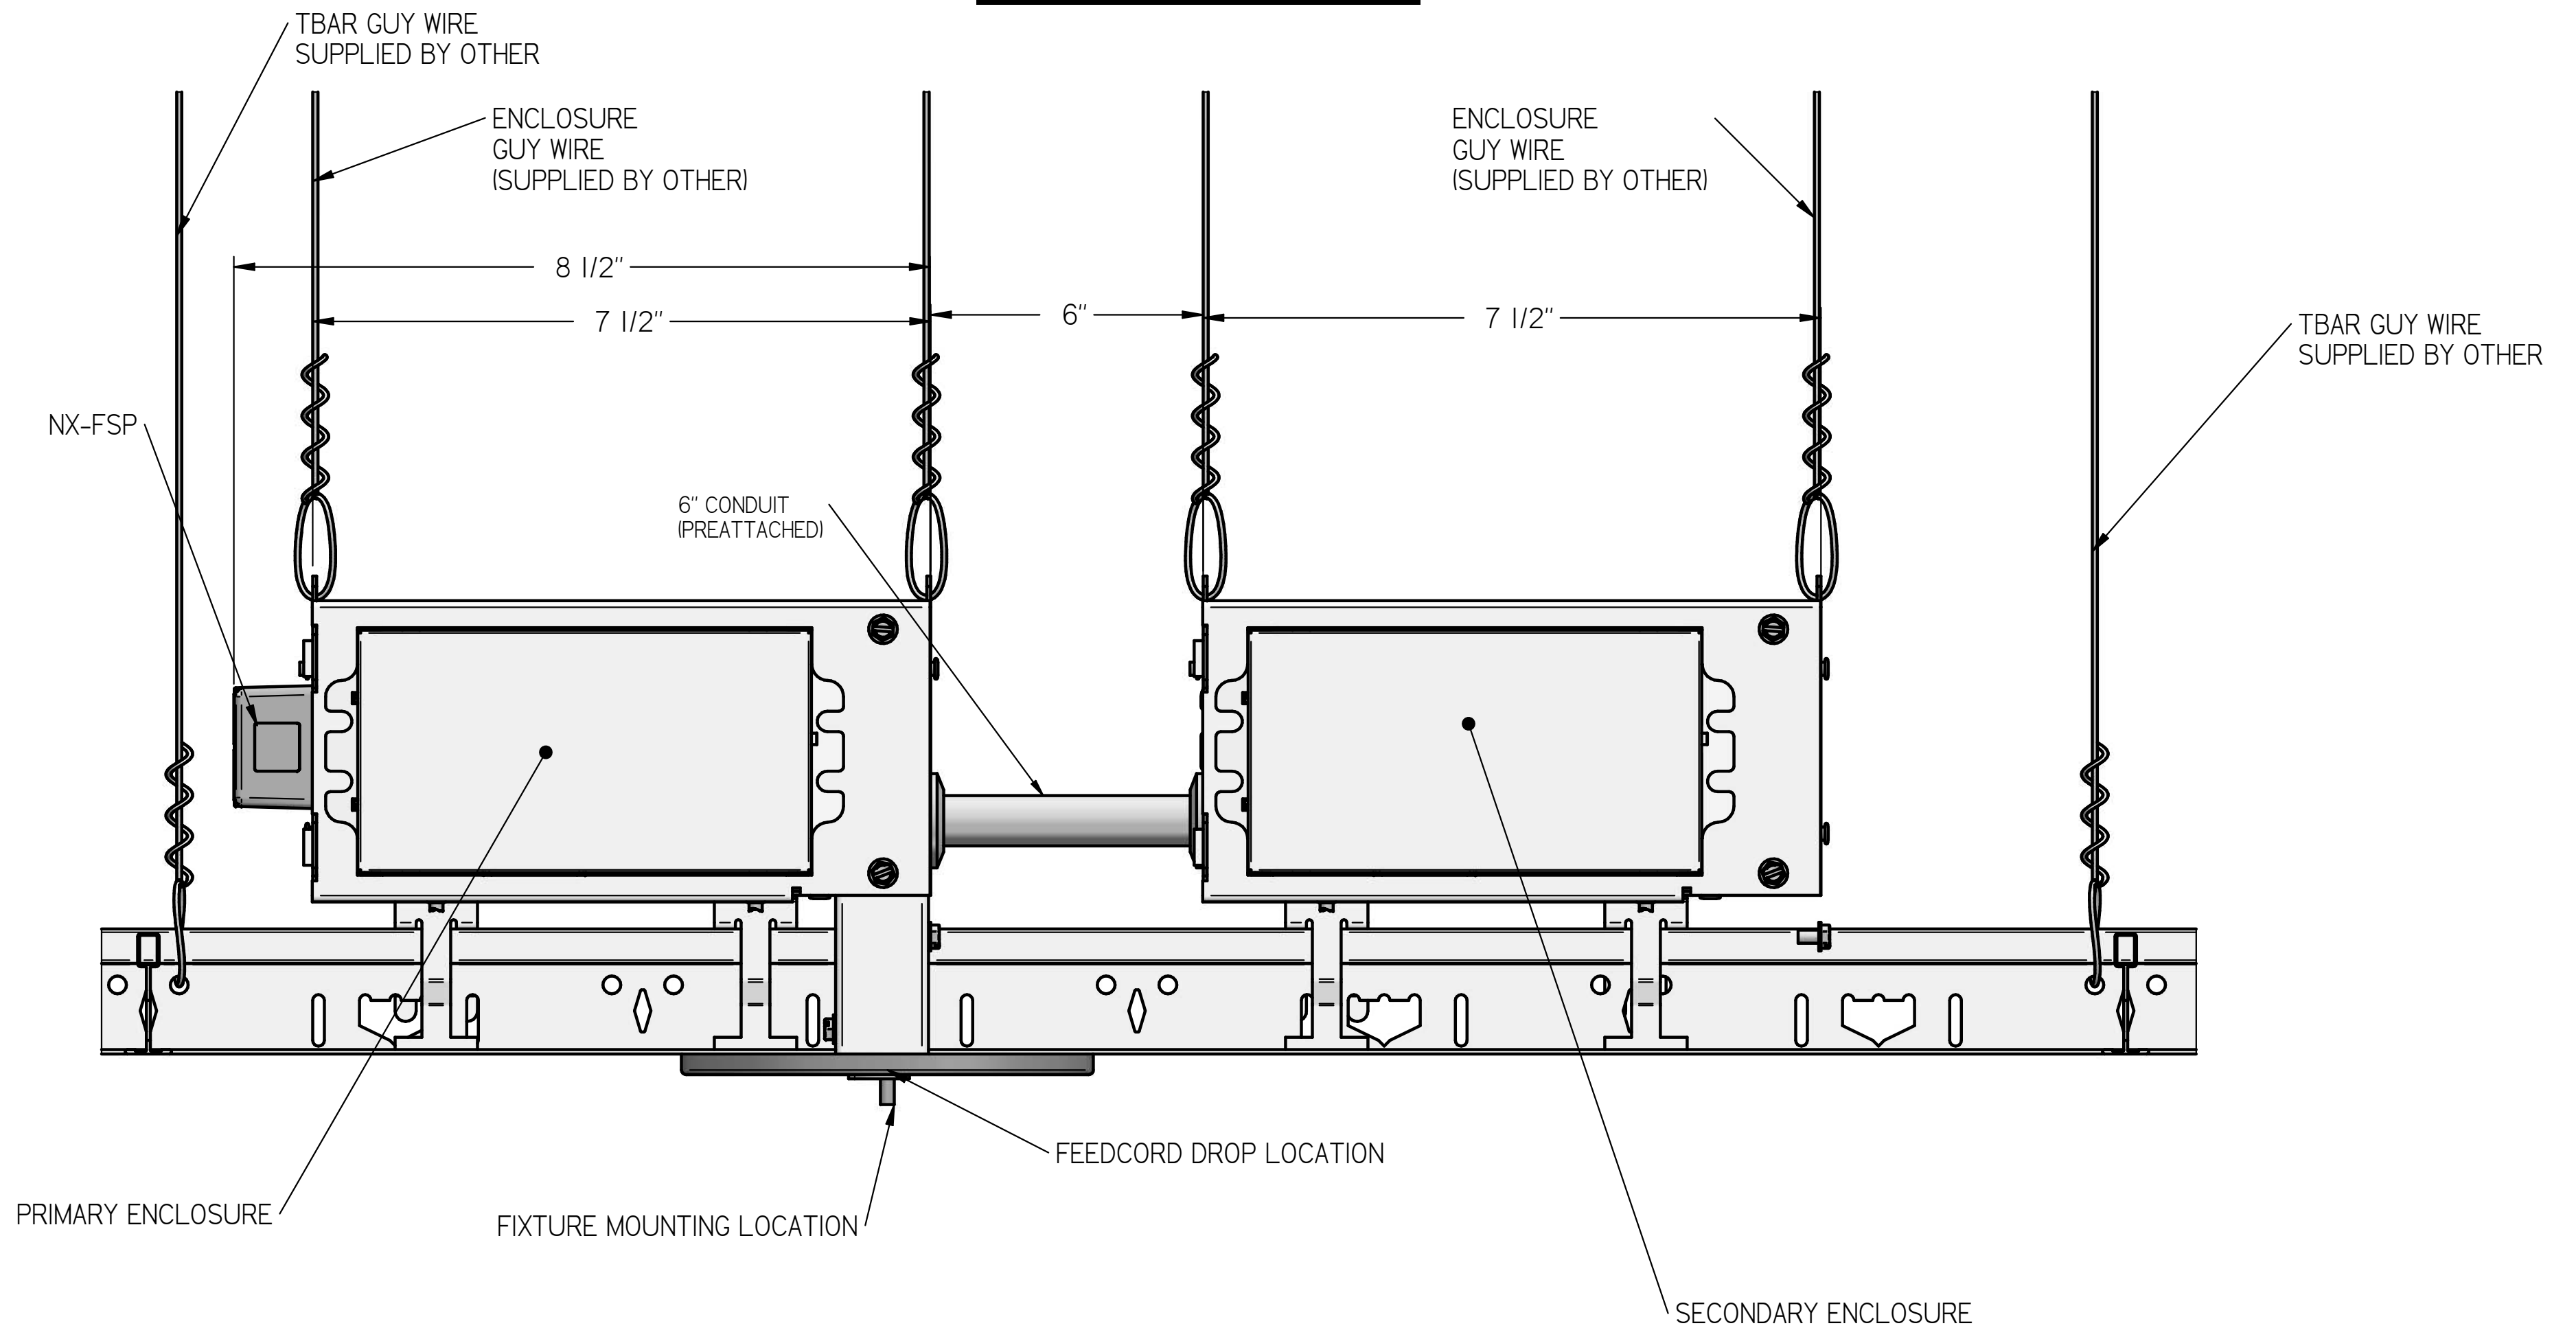 TBAR GUY WIRE
SUPPLIED BY OTHER
ENCLOSURE
GUY WIRE
(SUPPLIED BY OTHER)
ENCLOSURE
GUY WIRE
(SUPPLIED BY OTHER)
8 1/2"
7 1/2"
6"
7 1/2"
TBAR GUY WIRE
SUPPLIED BY OTHER
NX-FSP
6" CONDUIT
(PREATTACHED)
FEEDCORD DROP LOCATION
PRIMARY ENCLOSURE
FIXTURE MOUNTING LOCATION
SECONDARY ENCLOSURE